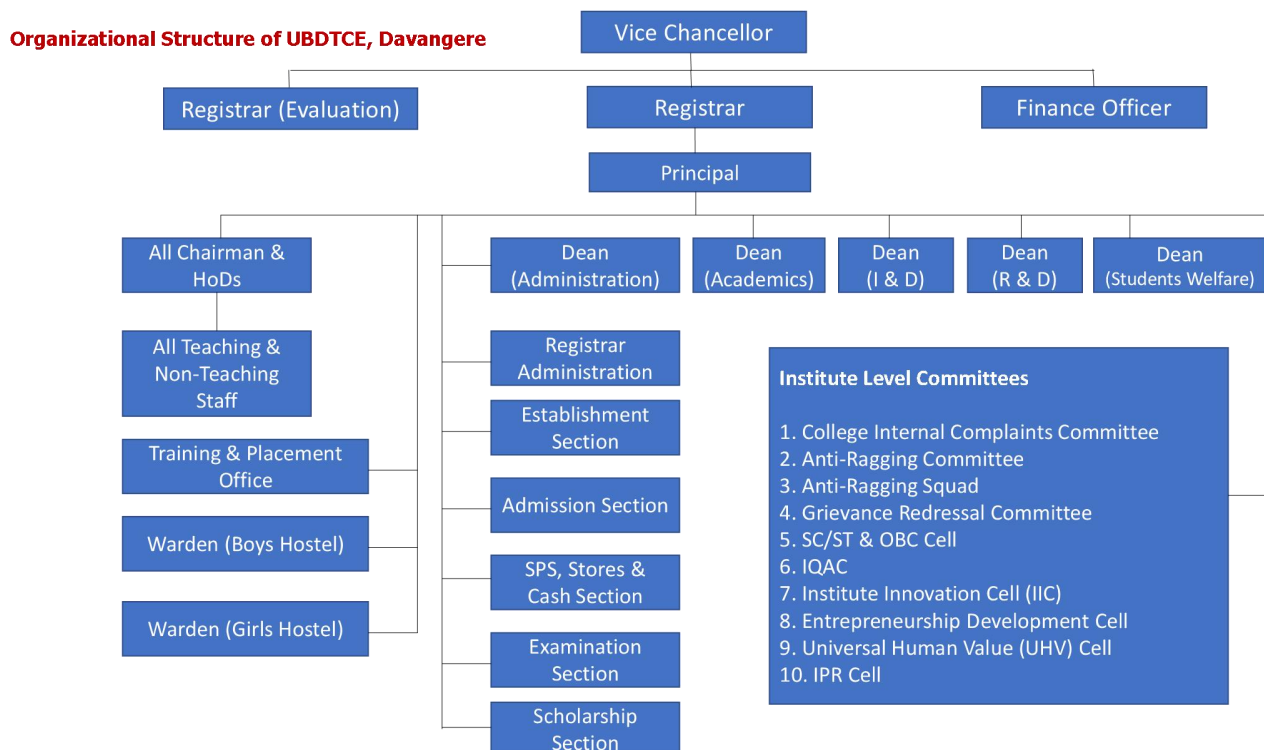 Organizational Structure of UBDTCE, Davangere
Vice Chancellor
Registrar (Evaluation)
Registrar
Finance Officer
Principal
All Chairman &
HoDs
Dean
(Administration)
Dean
(Academics)
Dean
(I & D)
Dean
(R & D)
Dean
(Students Welfare)
All Teaching &
Non-Teaching
Staff
Training & Placement
Office
Warden (Boys Hostel)
Warden (Girls Hostel)
Registrar
Administration
Establishment
Section
Admission Section
SPS, Stores &
Cash Section
Examination
Section
Scholarship
Section
Institute Level Committees
1. College Internal Complaints Committee
2. Anti-Ragging Committee
3. Anti-Ragging Squad
4. Grievance Redressal Committee
5. SC/ST & OBC Cell
6. IQAC
7. Institute Innovation Cell (IIC)
8. Entrepreneurship Development Cell
9. Universal Human Value (UHV) Cell
10. IPR Cell